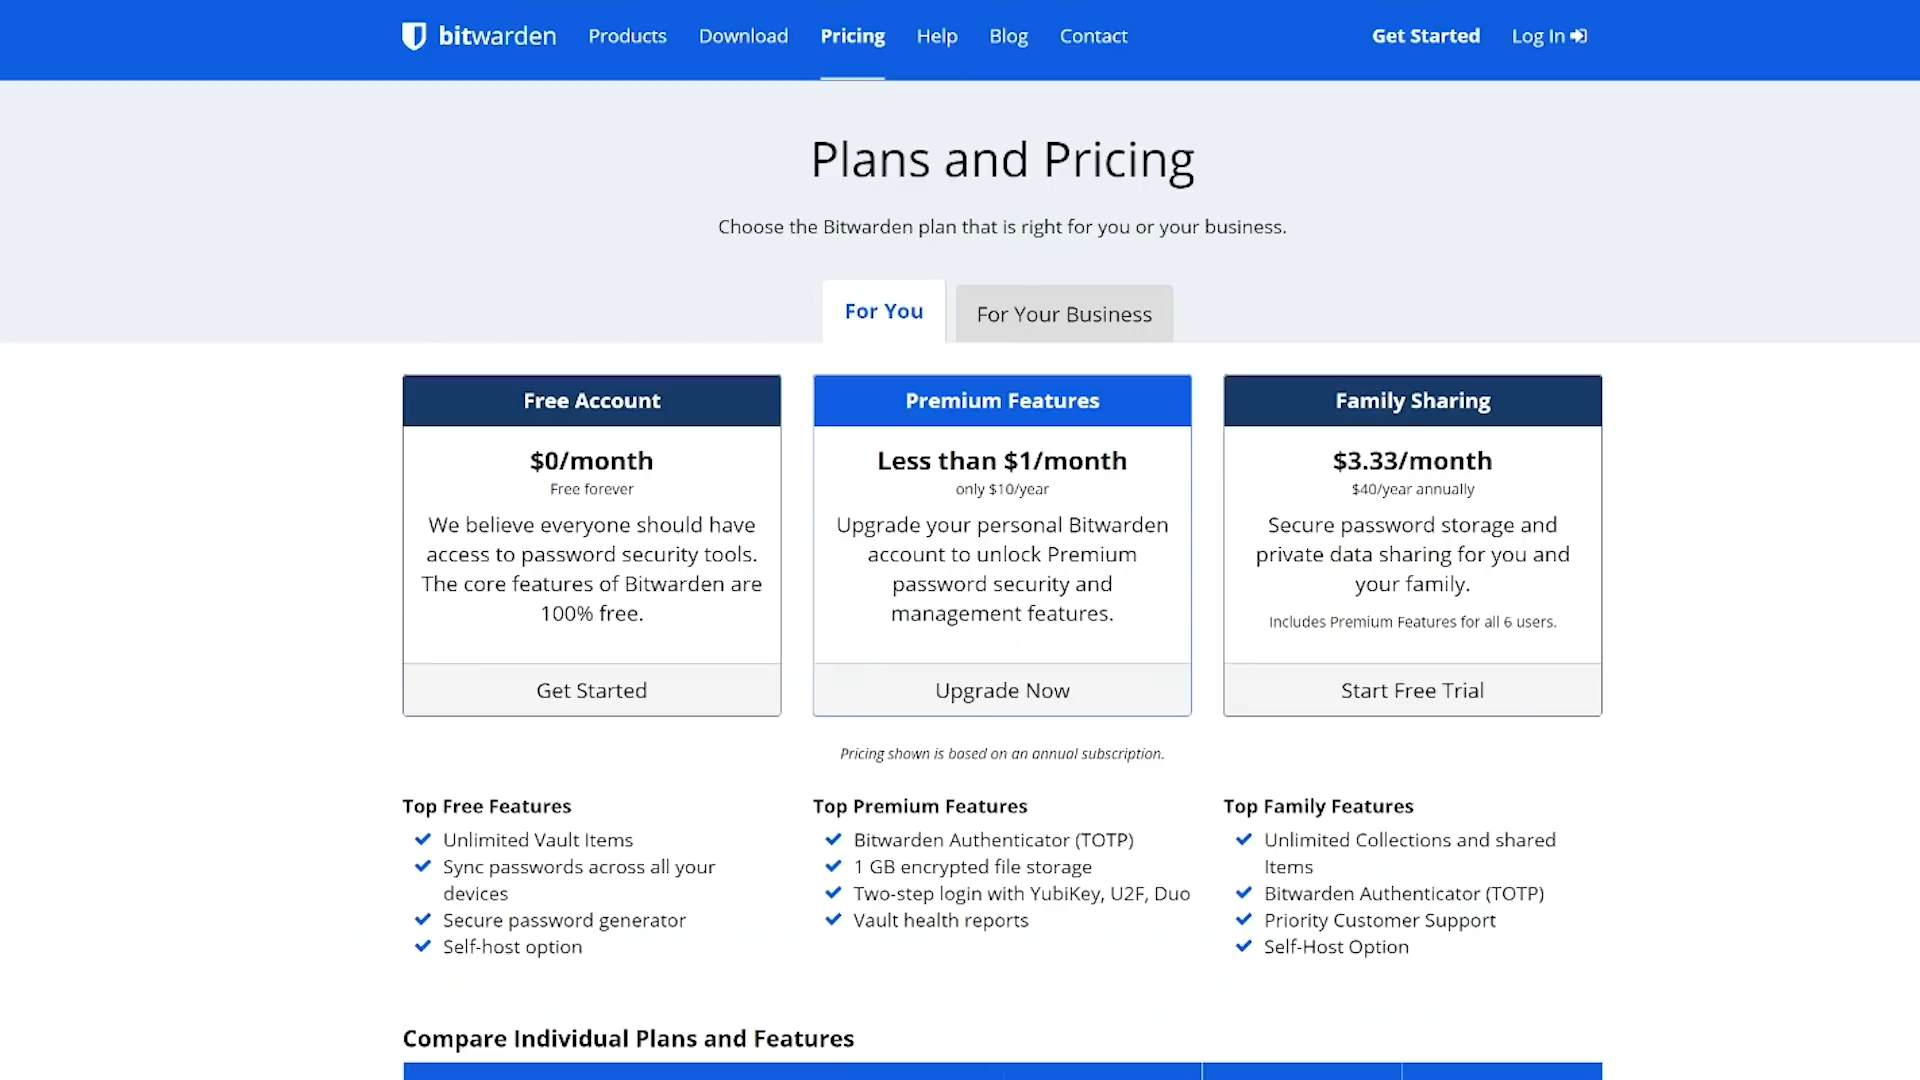 bitwarden Products Download Pricing Help Blog Contact Get Started Log In
Plans and Pricing
Choose the Bitwarden plan that is right for you or your business.
For You For Your Business
Free Account
$0/month
Free forever
We believe everyone should have
access to password security tools.
The core features of Bitwarden are
100% free.
Get Started
Premium Features
Less than $1/month
only $10/year
Upgrade your personal Bitwarden
account to unlock Premium
password security and
management features.
Upgrade Now
Family Sharing
$3.33/month
$40/year annually
Secure password storage and
private data sharing for you and
your family.
Includes Premium Features for all 6 users.
Start Free Trial
Pricing shown is based on an annual subscription.
Top Free Features
Unlimited Vault Items
Sync passwords across all your
devices
Secure password generator
Self-host option
Top Premium Features
Bitwarden Authenticator (TOTP)
1 GB encrypted file storage
Two-step login with YubiKey, U2F, Duo
Vault health reports
Top Family Features
Unlimited Collections and shared
Items
Bitwarden Authenticator (TOTP)
Priority Customer Support
Self-Host Option
Compare Individual Plans and Features